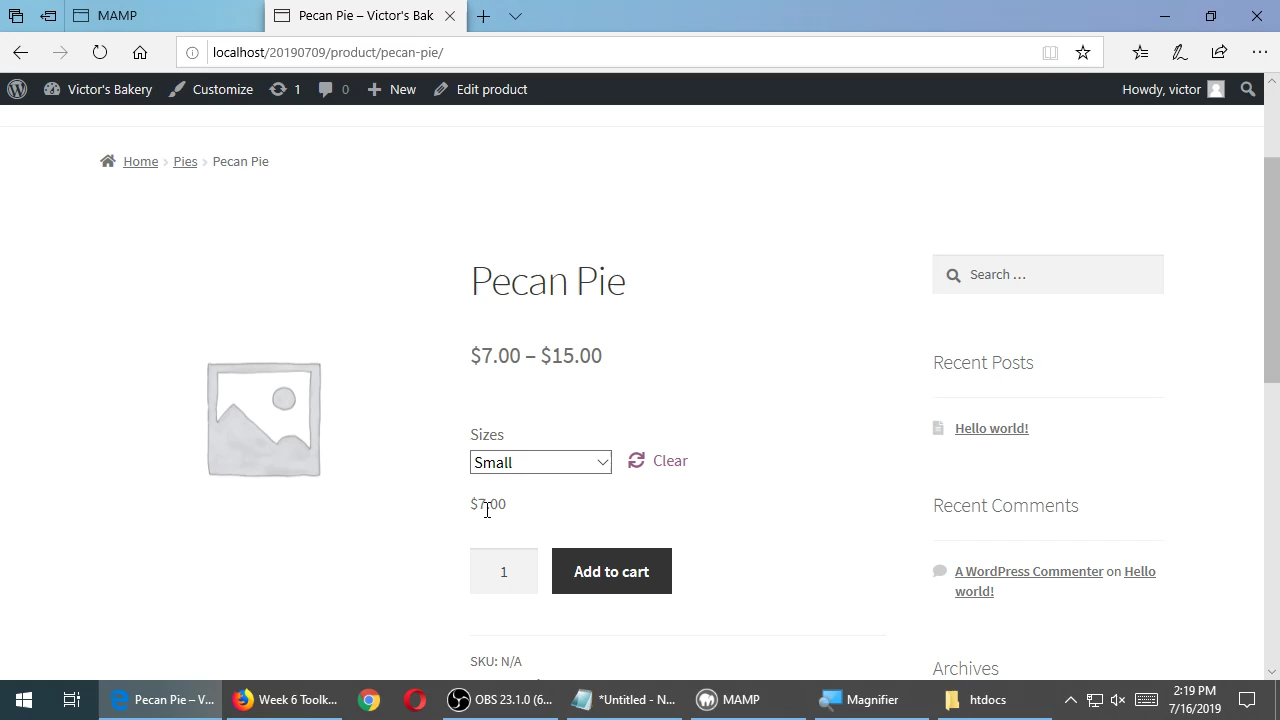 MAMP
Pecan Pie – Victor's Bak
localhost/20190709/product/pecan-pie/
Victor's Bakery
Customize
1
0
New
Edit product
Howdy, victor
Home
Pies
Pecan Pie
Pecan Pie
Search …
$7.00 – $15.00
Recent Posts
Sizes
Hello world!
Small
Clear
$7.00
Recent Comments
1
Add to cart
A WordPress Commenter on Hello
world!
SKU: N/A
Archives
Pecan Pie – V...
Week 6 Toolk...
OBS 23.1.0 (6...
*Untitled - N...
MAMP
Magnifier
htdocs
2:19 PM
7/16/2019